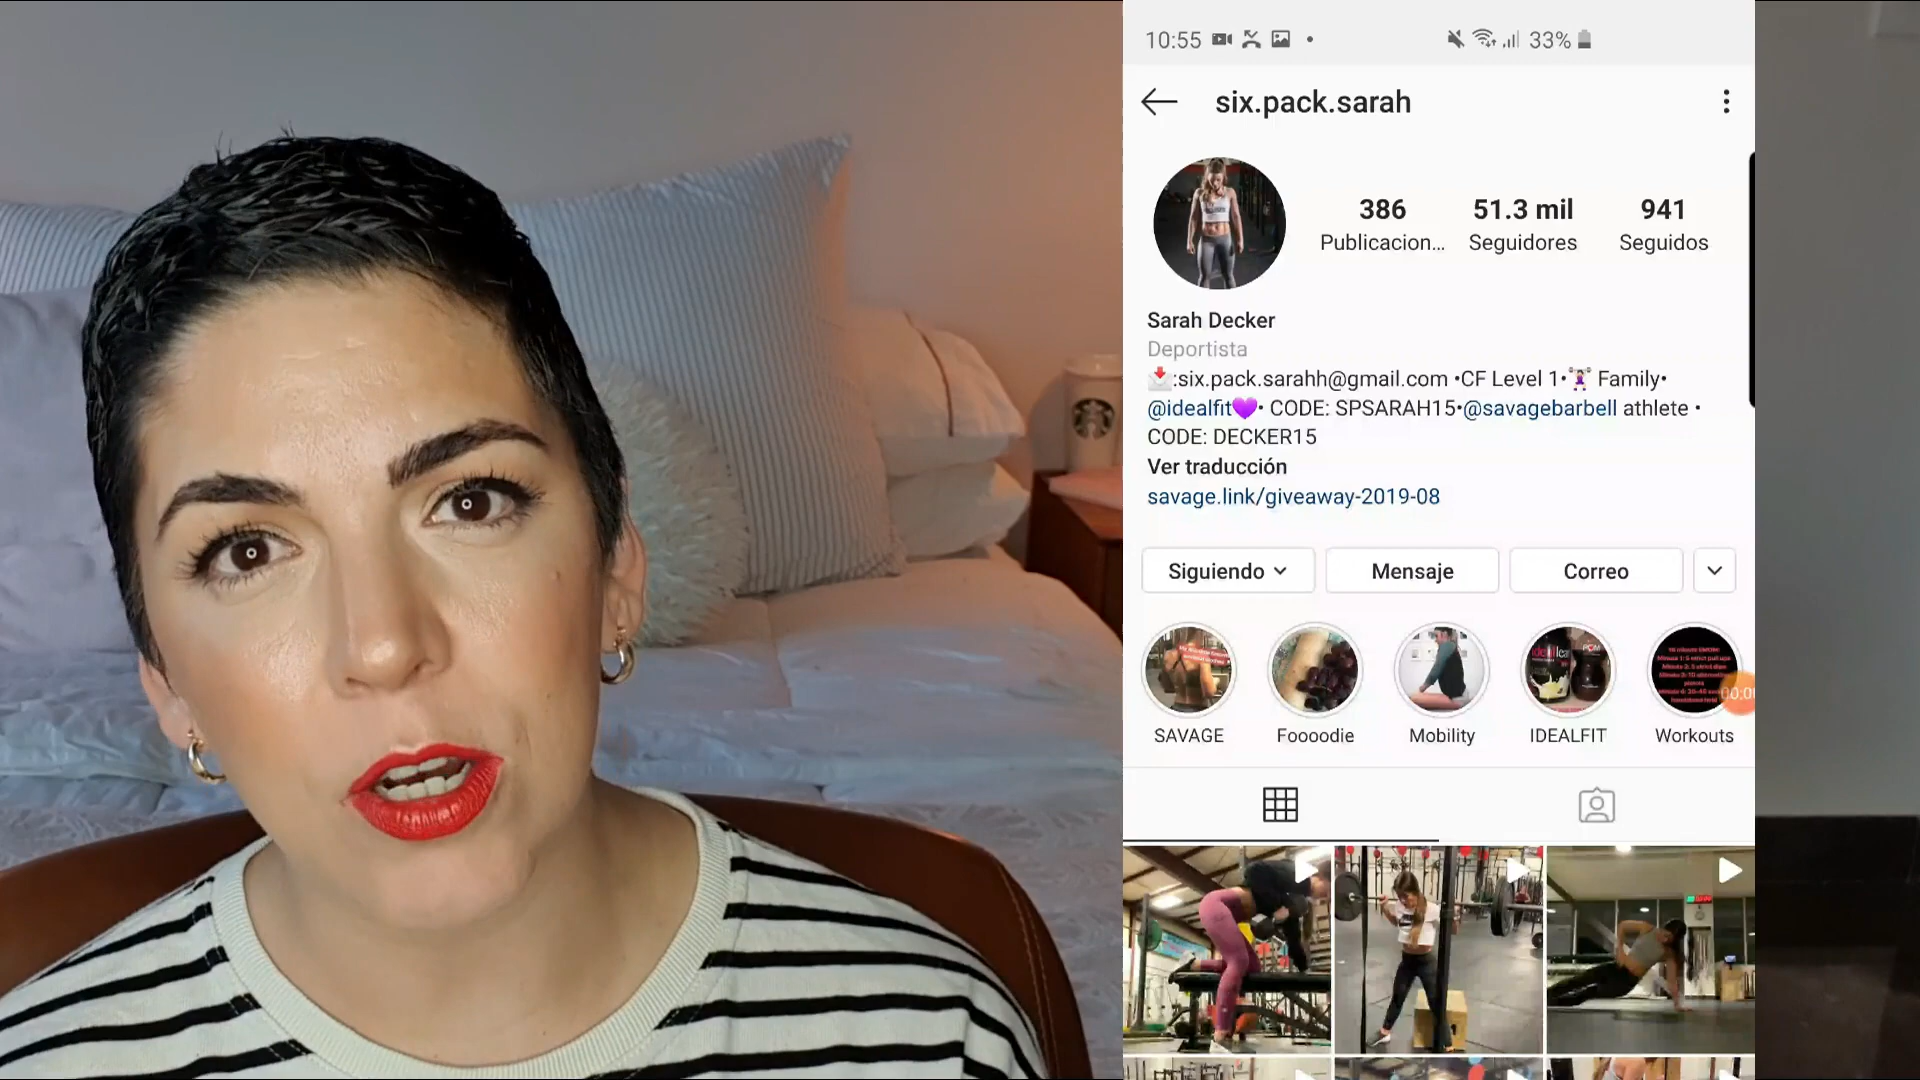 10:55
33%
six.pack.sarah
386
51.3 mil
941
Publicacion...
Seguidores
Seguidos
Sarah Decker
Deportista
:six.pack.sarahh@gmail.com •CF Level 1• Family•
@idealfit💜• CODE: SPSARAH15•@savagebarbell athlete •
CODE: DECKER15
Ver traducción
savage.link/giveaway-2019-08
Siguiendo
Mensaje
Correo
SAVAGE
Foooodie
Mobility
IDEALFIT
Workouts